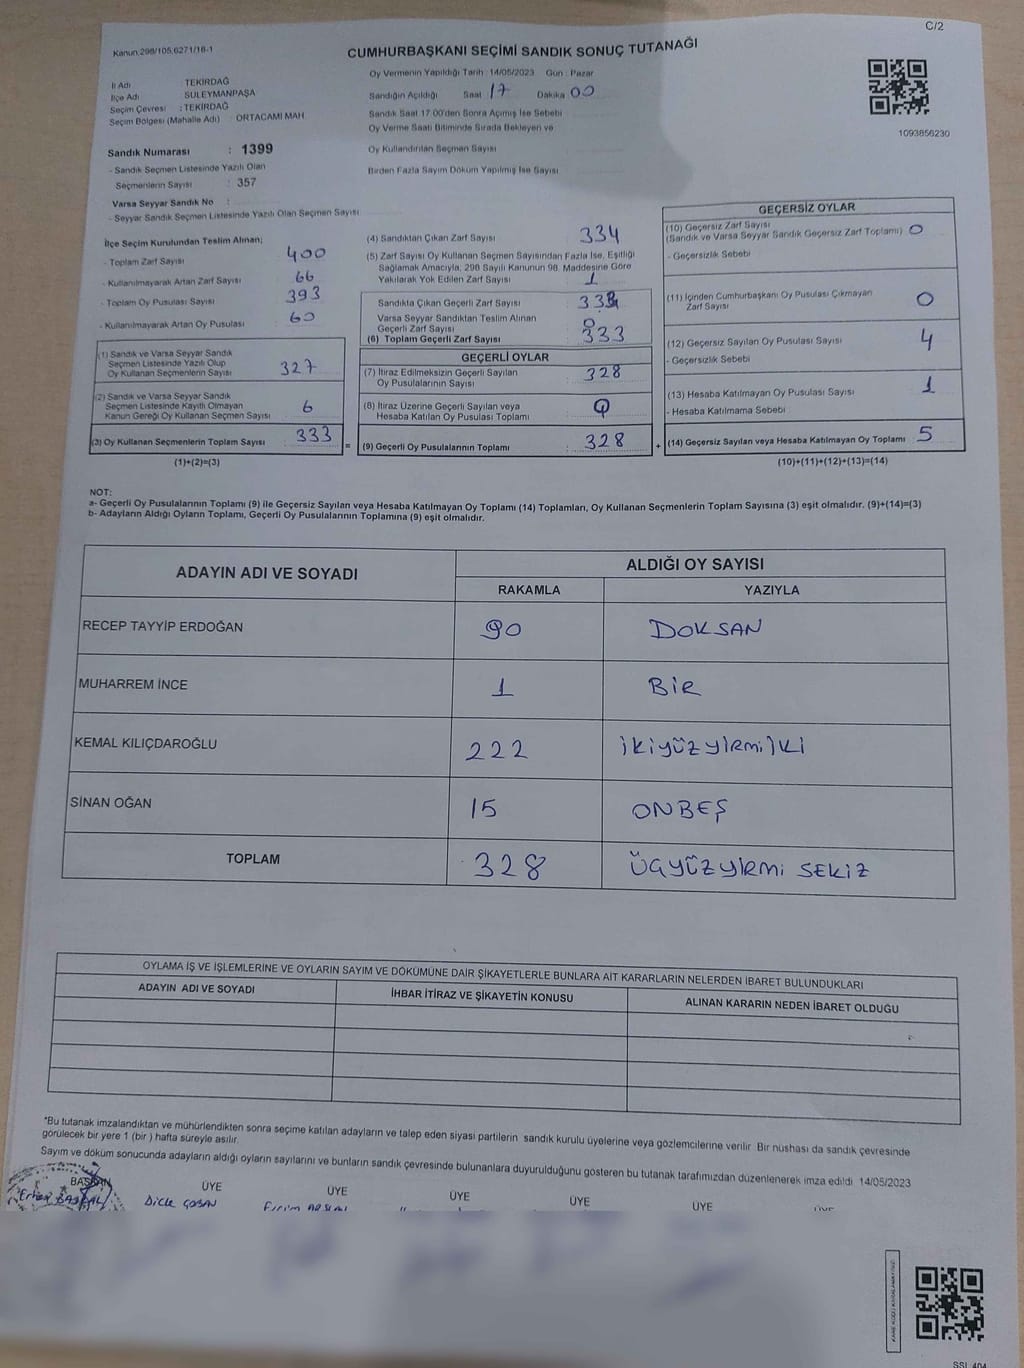 C/2
Kanun:298/105,6271/18-1
CUMHURBAŞKANI SEÇİMİ SANDIK SONUÇ TUTANAĞI
İl Adı : TEKİRDAĞ
İlçe Adı : SÜLEYMANPAŞA
Seçim Çevresi : TEKİRDAĞ
Seçim Bölgesi (Mahalle Adı) : ORTACAMİ MAH.
Sandık Numarası : 1399
- Sandık Seçmen Listesinde Yazılı Olan
Seçmenlerin Sayısı : 357
Varsa Seyyar Sandık No :
- Seyyar Sandık Seçmen Listesinde Yazılı Olan Seçmen Sayısı
Oy Vermenin Yapıldığı Tarih : 14/05/2023 Gün : Pazar
Sandığın Açıldığı Saat 17 Dakika 00
Sandık Saat 17.00'den Sonra Açımış İse Sebebi
Oy Verme Saati Bitiminde Sırada Bekleyen ve
Oy Kullandırılan Seçmen Sayısı
Birden Fazla Sayım Döküm Yapılmış İse Sayısı
1093856230
İlçe Seçim Kurulundan Teslim Alınan;
- Toplam Zarf Sayısı : 400
- Kullanılmayarak Artan Zarf Sayısı : 66
- Toplam Oy Pusulası Sayısı : 393
- Kullanılmayarak Artan Oy Pusulası : 60
(1) Sandık ve Varsa Seyyar Sandık
Seçmen Listesinde Yazılı Olup
Oy Kullanan Seçmenlerin Sayısı : 327
(2) Sandık ve Varsa Seyyar Sandık
Seçmen Listesinde Kayıtlı Olmayan
Kanun Gereği Oy Kullanan Seçmen Sayısı : 6
(3) Oy Kullanan Seçmenlerin Toplam Sayısı : 333
(1)+(2)=(3)
(4) Sandıktan Çıkan Zarf Sayısı : 334
(5) Zarf Sayısı Oy Kullanan Seçmen Sayısından Fazla İse, Eşitliği
Sağlamak Amacıyla, 298 Sayılı Kanunun 98. Maddesine Göre
Yakılarak Yok Edilen Zarf Sayısı : 1
Sandıkta Çıkan Geçerli Zarf Sayısı : 333
Varsa Seyyar Sandıktan Teslim Alınan
Geçerli Zarf Sayısı : 0
(6) Toplam Geçerli Zarf Sayısı : 333
GEÇERLİ OYLAR
(7) İtiraz Edilmeksizin Geçerli Sayılan
Oy Pusulalarının Sayısı : 328
(8) İtiraz Üzerine Geçerli Sayılan veya
Hesaba Katılan Oy Pusulası Toplamı : 0
= (9) Geçerli Oy Pusulalarının Toplamı : 328
GEÇERSİZ OYLAR
(10) Geçersiz Zarf Sayısı
(Sandık ve Varsa Seyyar Sandık Geçersiz Zarf Toplamı) : 0
- Geçersizlik Sebebi
(11) İçinden Cumhurbaşkanı Oy Pusulası Çıkmayan
Zarf Sayısı : 0
(12) Geçersiz Sayılan Oy Pusulası Sayısı : 4
- Geçersizlik Sebebi
(13) Hesaba Katılmayan Oy Pusulası Sayısı : 1
- Hesaba Katılmama Sebebi
+ (14) Geçersiz Sayılan veya Hesaba Katılmayan Oy Toplamı : 5
(10)+(11)+(12)+(13)=(14)
NOT:
a- Geçerli Oy Pusulalarının Toplamı (9) ile Geçersiz Sayılan veya Hesaba Katılmayan Oy Toplamı (14) Toplamları, Oy Kullanan Seçmenlerin Toplam Sayısına (3) eşit olmalıdır. (9)+(14)=(3)
b- Adayların Aldığı Oyların Toplamı, Geçerli Oy Pusulalarının Toplamına (9) eşit olmalıdır.
ADAYIN ADI VE SOYADI ALDIĞI OY SAYISI
RAKAMLA YAZIYLA
RECEP TAYYİP ERDOĞAN 90 DOKSAN
MUHARREM İNCE 1 BİR
KEMAL KILIÇDAROĞLU 222 İKİYÜZYİRMİİKİ
SİNAN OĞAN 15 ONBEŞ
TOPLAM 328 ÜÇYÜZYİRMİ SEKİZ
OYLAMA İŞ VE İŞLEMLERİNE VE OYLARIN SAYIM VE DÖKÜMÜNE DAİR ŞİKAYETLERLE BUNLARA AİT KARARLARIN NELERDEN İBARET BULUNDUKLARI
ADAYIN ADI VE SOYADI İHBAR İTİRAZ VE ŞİKAYETİN KONUSU ALINAN KARARIN NEDEN İBARET OLDUĞU
*Bu tutanak imzalandıktan ve mühürlendikten sonra seçime katılan adayların ve talep eden siyasi partilerin sandık kurulu üyelerine veya gözlemcilerine verilir. Bir nüshası da sandık çevresinde
görülecek bir yere 1 (bir ) hafta süreyle asılır.
Sayım ve döküm sonucunda adayların aldığı oyların sayılarını ve bunların sandık çevresinde bulunanlara duyurulduğunu gösteren bu tutanak tarafımızdan düzenlenerek imza edildi 14/05/2023
BAŞKAN ÜYE ÜYE ÜYE ÜYE ÜYE ÜYE
Dicle ÇOBAN
SSL 404